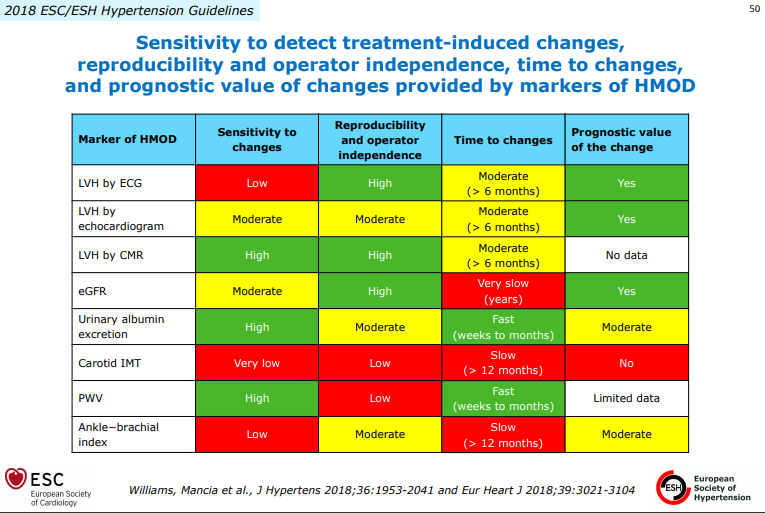 2018 ESC/ESH Hypertension Guidelines
50
Sensitivity to detect treatment-induced changes,
reproducibility and operator independence, time to changes,
and prognostic value of changes provided by markers of HMOD
Marker of HMOD
Sensitivity to
changes
Reproducibility
and operator
independence
Time to changes
Prognostic value
of the change
LVH by ECG
Low
High
Moderate
(> 6 months)
Yes
LVH by
echocardiogram
Moderate
Moderate
Moderate
(> 6 months)
Yes
LVH by CMR
High
High
Moderate
(> 6 months)
No data
eGFR
Moderate
High
Very slow
(years)
Yes
Urinary albumin
excretion
High
Moderate
Fast
(weeks to months)
Moderate
Carotid IMT
Very low
Low
Slow
(> 12 months)
No
PWV
High
Low
Fast
(weeks to months)
Limited data
Ankle–brachial
index
Low
Moderate
Slow
(> 12 months)
Moderate
ESC
European Society
of Cardiology
Williams, Mancia et al., J Hypertens 2018;36:1953-2041 and Eur Heart J 2018;39:3021-3104
ESH
European
Society of
Hypertension